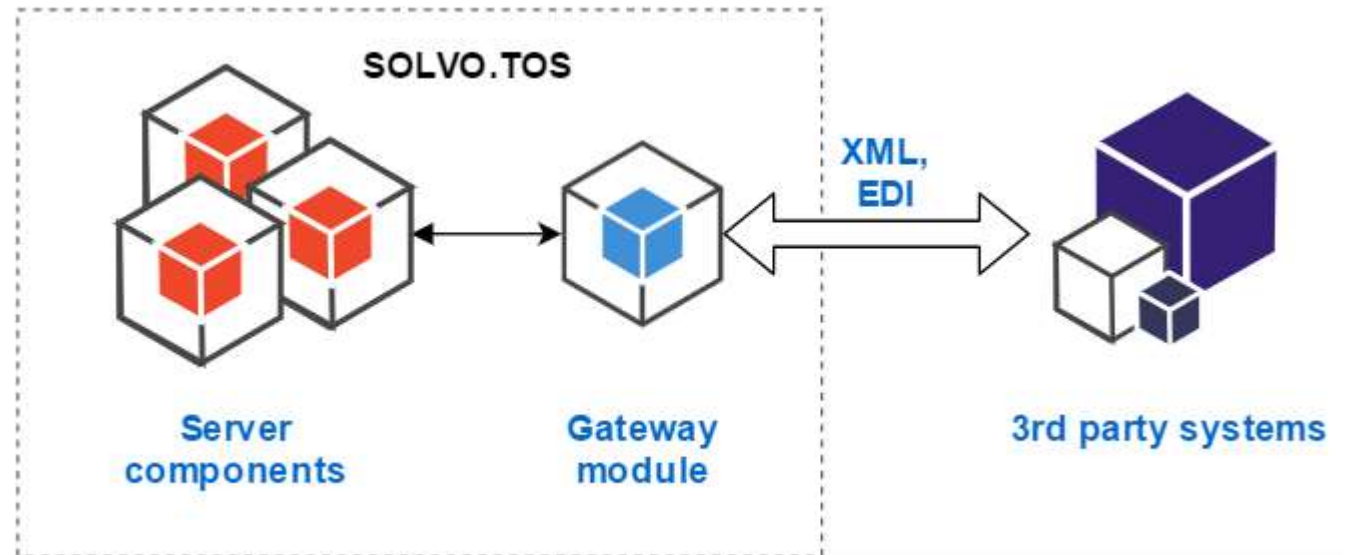 SOLVO.TOS
XML,
EDI
Server
components
Gateway
module
3rd party systems